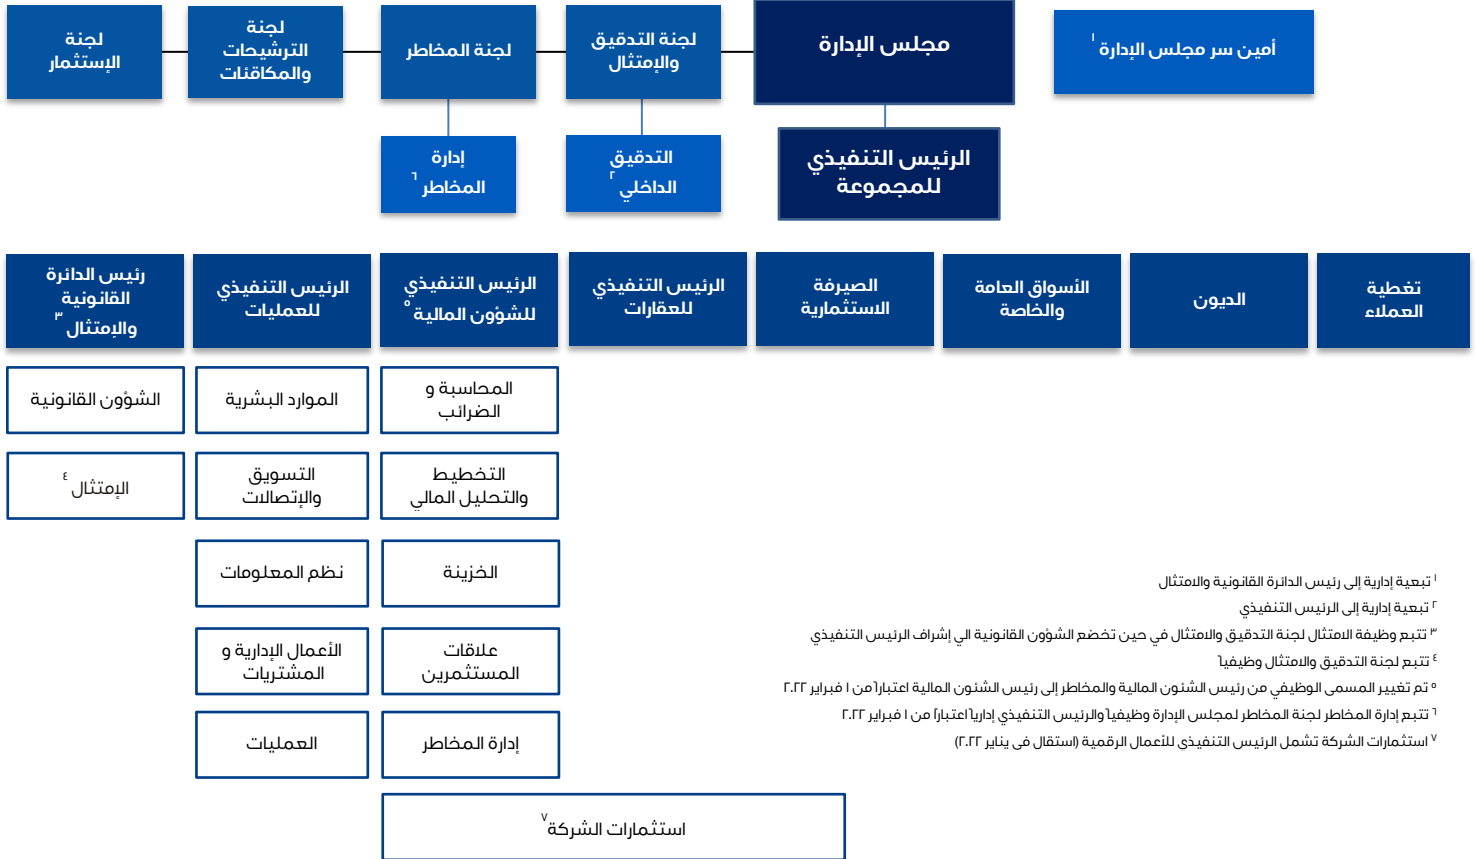 أمين سر مجلس الإدارة ١
مجلس الإدارة
لجنة التدقيق
والإمتثال
لجنة المخاطر
لجنة
الترشيحات
والمكافئات
لجنة
الإستثمار
الرئيس التنفيذي
للمجموعة
التدقيق
الداخلي ٢
إدارة
المخاطر ٦
تغطية
العملاء
الديون
الأسواق العامة
والخاصة
الصيرفة
الاستثمارية
الرئيس التنفيذي
للعقارات
الرئيس التنفيذي
للشؤون المالية ٥
الرئيس التنفيذي
للعمليات
رئيس الدائرة
القانونية
والإمتثال ٣
المحاسبة و
الضرائب
الموارد البشرية
الشؤون القانونية
التخطيط
والتحليل المالي
التسويق
والإتصالات
الإمتثال ٤
الخزينة
نظم المعلومات
علاقات
المستثمرين
الأعمال الإدارية و
المشتريات
إدارة المخاطر
العمليات
استثمارات الشركة ٧
١ تبعية إدارية إلى رئيس الدائرة القانونية والامتثال
٢ تبعية إدارية إلى الرئيس التنفيذي
٣ تتبع وظيفة الامتثال لجنة التدقيق والامتثال في حين تخضع الشؤون القانونية الي إشراف الرئيس التنفيذي
٤ تتبع لجنة التدقيق والامتثال وظيفياً
٥ تم تغيير المسمى الوظيفي من رئيس الشئون المالية والمخاطر إلى رئيس الشئون المالية اعتباراً من ١ فبراير ٢٠٢٢
٦ تتبع إدارة المخاطر لجنة المخاطر لمجلس الإدارة وظيفياً والرئيس التنفيذي إدارياً اعتباراً من ١ فبراير ٢٠٢٢
٧ استثمارات الشركة تشمل الرئيس التنفيذي للأعمال الرقمية (استقال في يناير ٢٠٢٢)